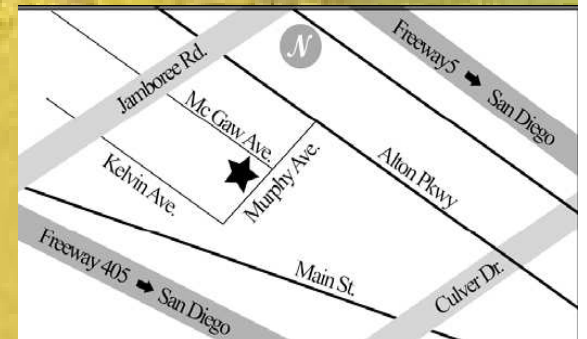 N
Freeway5 ➡ San Diego
Jamboree Rd.
Mc Gaw Ave.
Kelvin Ave.
Murphy Ave.
Alton Pkwy
Freeway 405 ➡ San Diego
Main St.
Culver Dr.